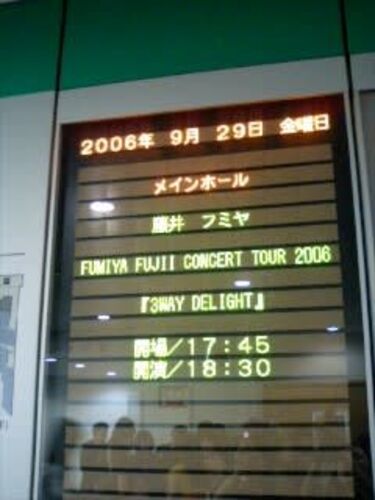 2006年 9月 29日 金曜日
メインホール
藤井 フミヤ
FUMIYA FUJII CONCERT TOUR 2006
『3WAY DELIGHT』
開場/17:45
開演/18:30